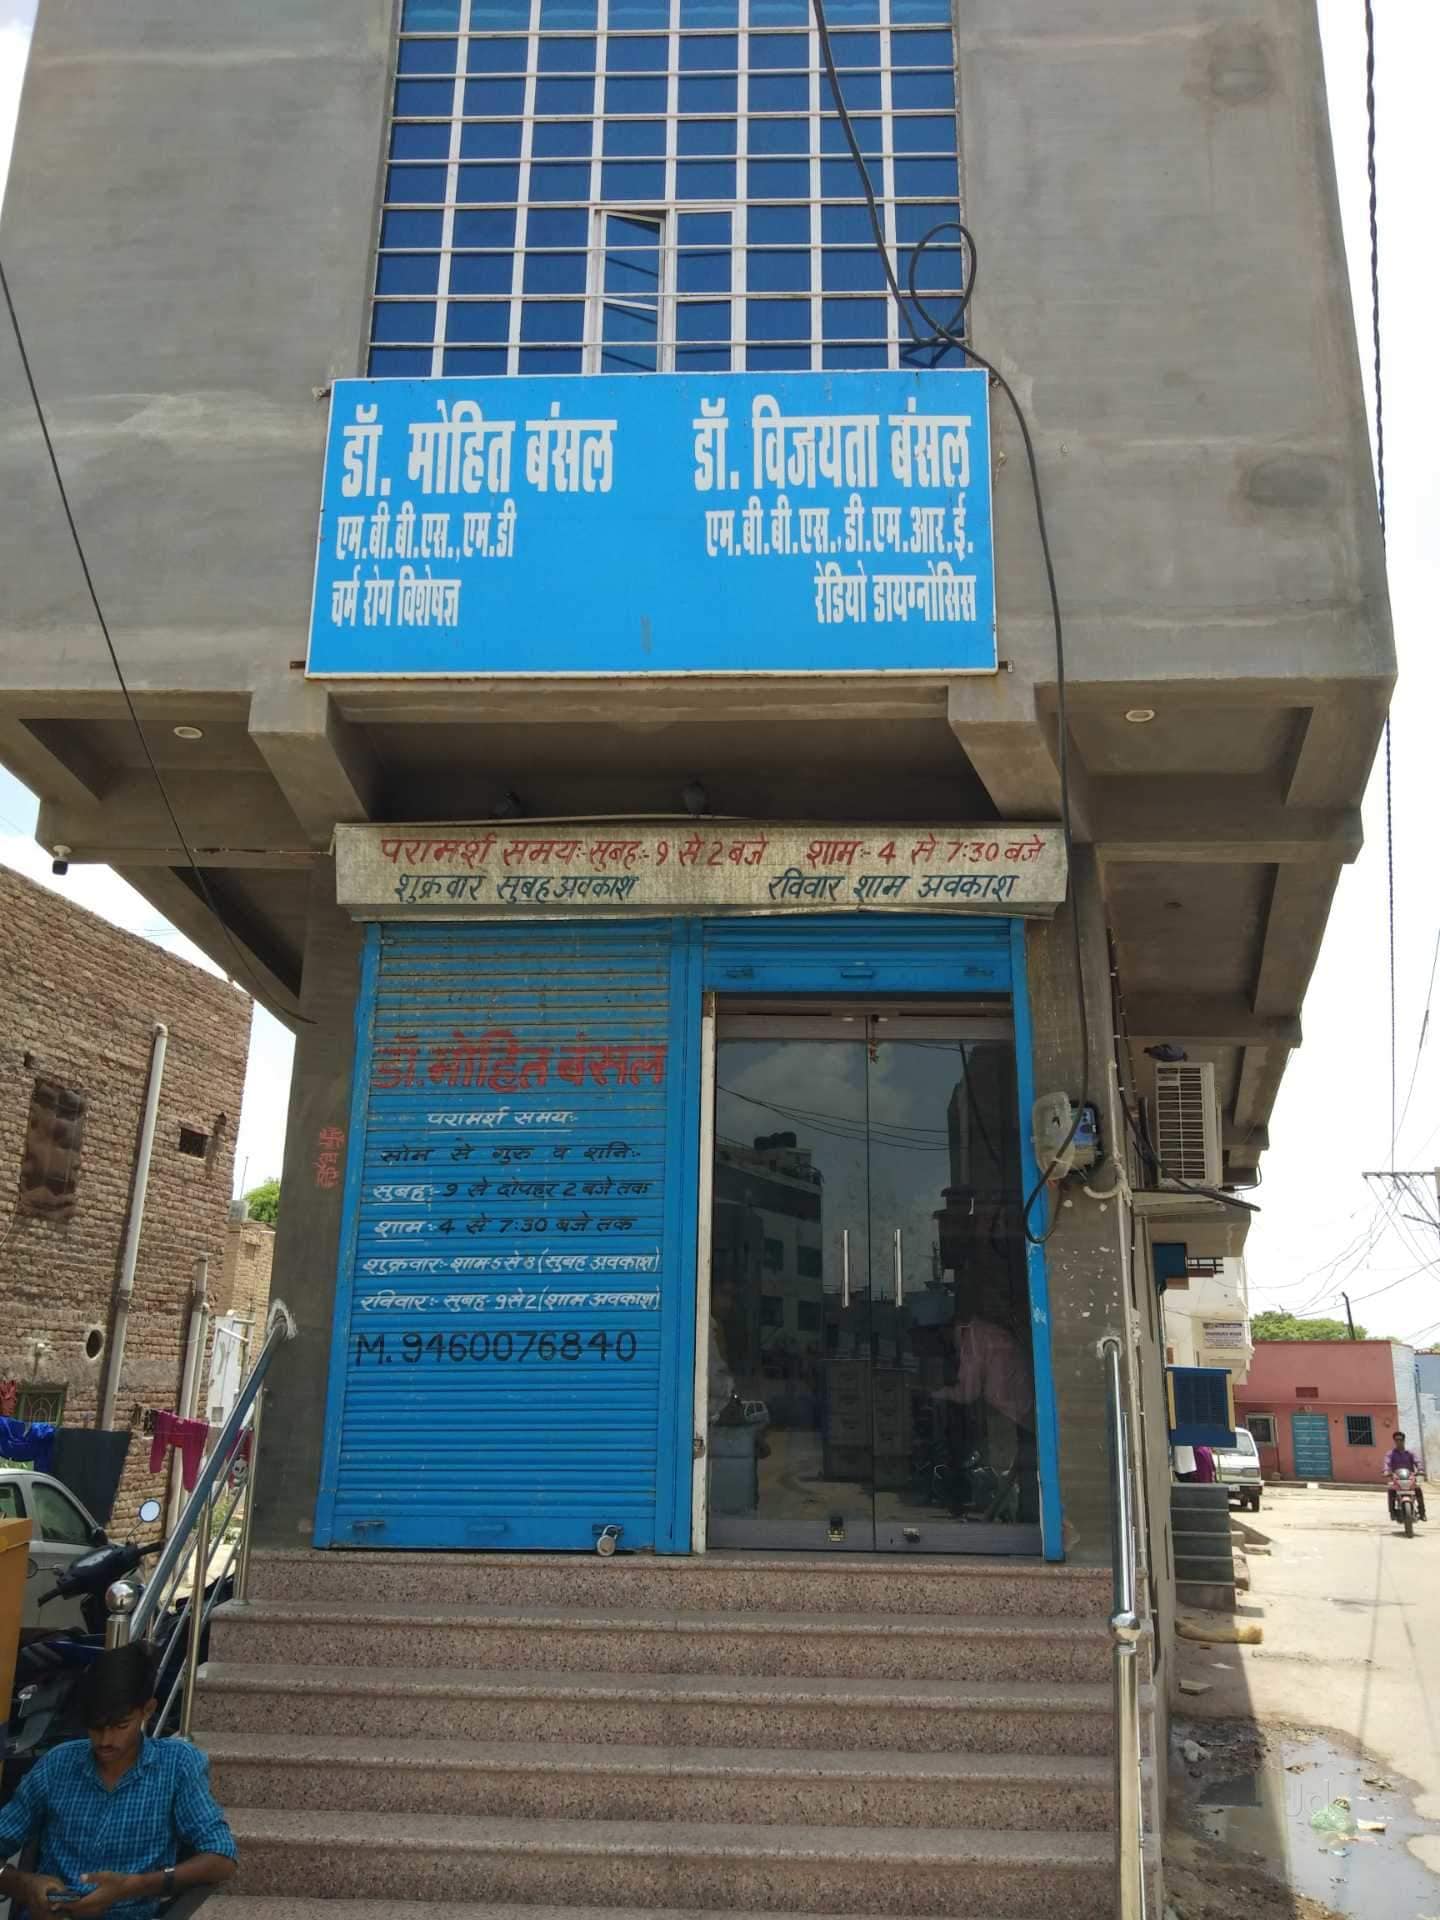 डॉ. मोहित बंसल
एम.बी.बी.एस.,एम.डी
चर्म रोग विशेषज्ञ
डॉ. विजयता बंसल
एम.बी.बी.एस.,डी.एम.आर.ई.
रेडियो डायग्नोसिस
परामर्श समयः- सुबहः- 9 से 2 बजे शामः- 4 से 7:30 बजे
शुक्रवार सुबह अवकाश रविवार शाम अवकाश
डॉ. मोहित बंसल
परामर्श समयः-
सोम से गुरु व शनिः-
सुबहः- 9 से दोपहर 2 बजे तक
शामः- 4 से 7:30 बजे तक
शुक्रवारः- शाम 5 से 8 (सुबह अवकाश)
रविवारः- सुबह 9 से 2 (शाम अवकाश)
M. 9460076840
Jd